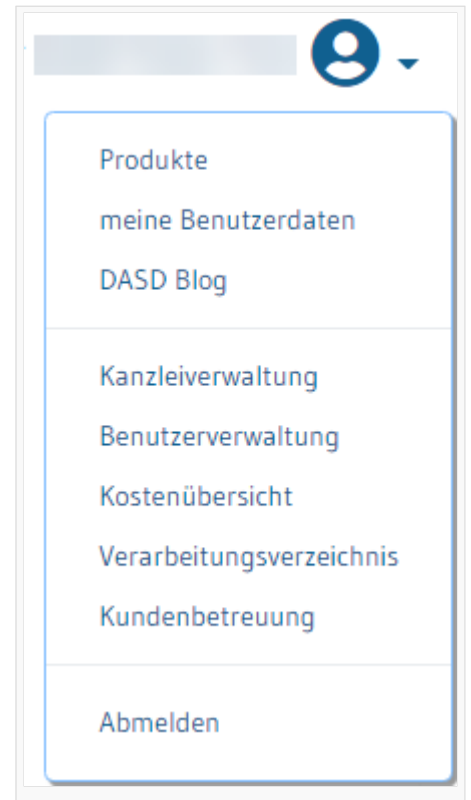 Produkte
meine Benutzerdaten
DASD Blog
Kanzleiverwaltung
Benutzerverwaltung
Kostenübersicht
Verarbeitungsverzeichnis
Kundenbetreuung
Abmelden